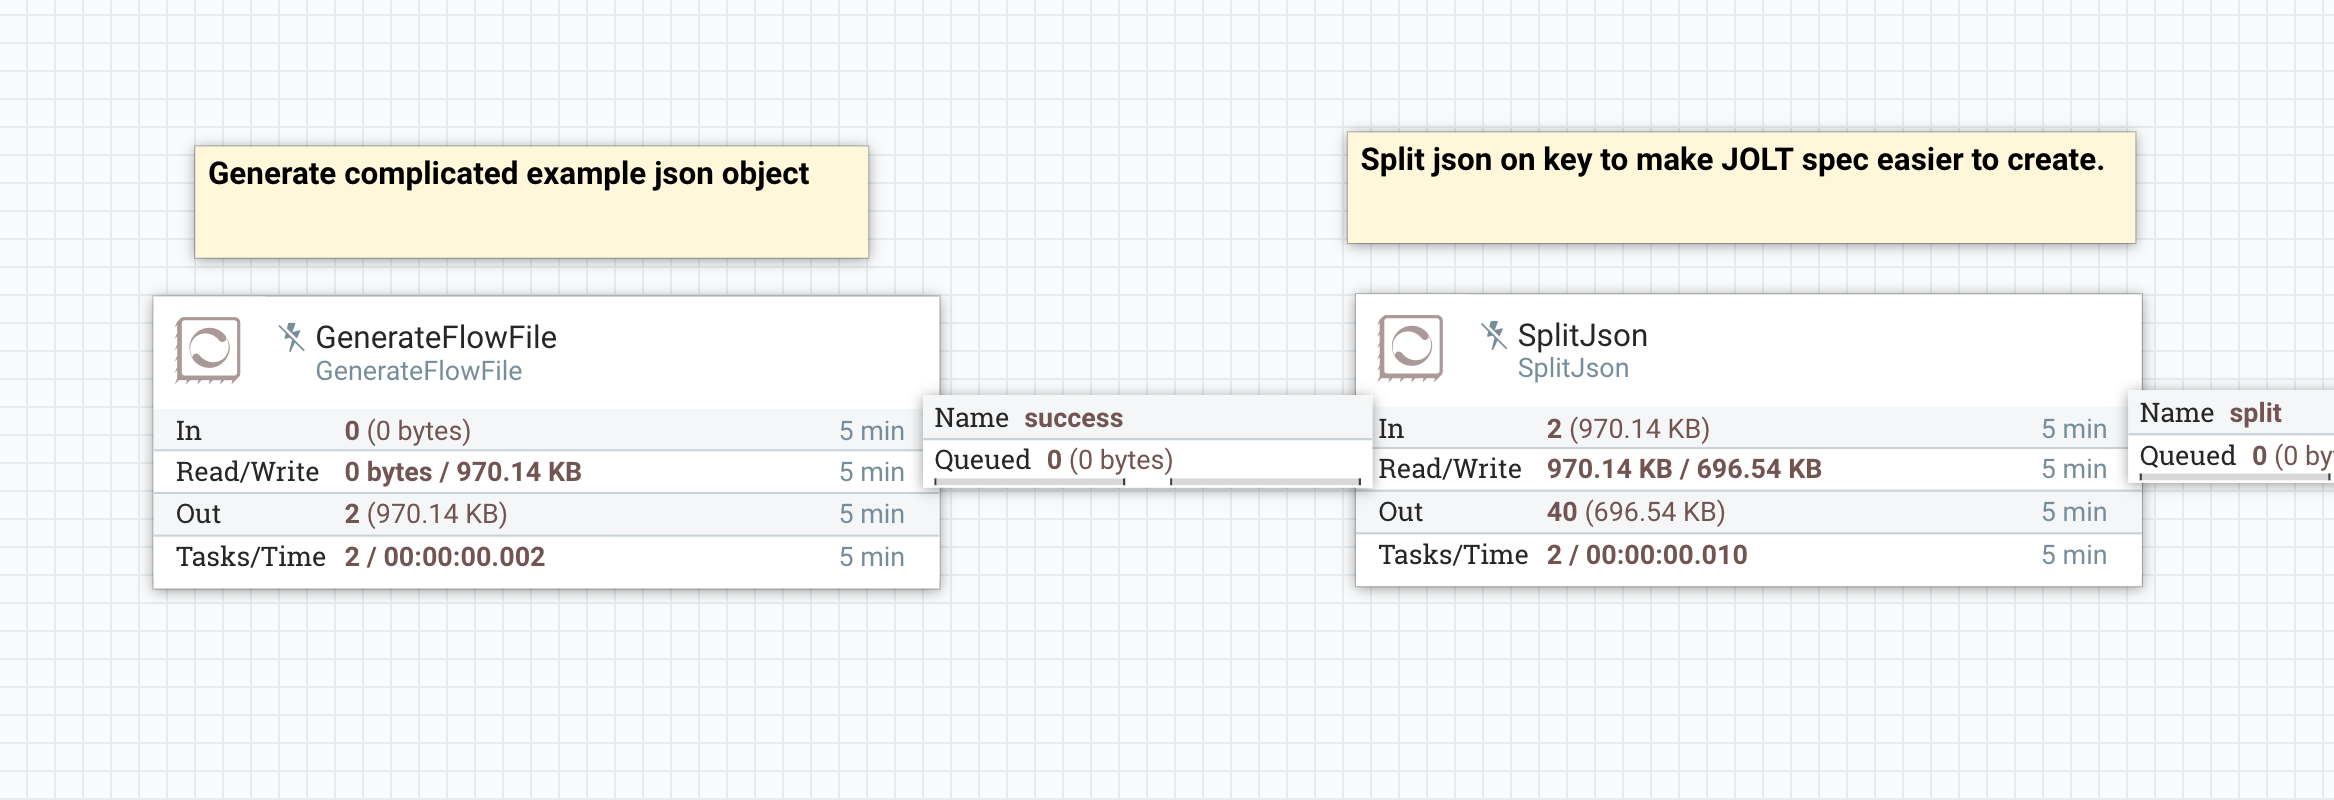 Generate complicated example json object
Split json on key to make JOLT spec easier to create.
GenerateFlowFile
GenerateFlowFile
In 0 (0 bytes) 5 min
Read/Write 0 bytes / 970.14 KB 5 min
Out 2 (970.14 KB) 5 min
Tasks/Time 2 / 00:00:00.002 5 min
Name success
Queued 0 (0 bytes)
SplitJson
SplitJson
In 2 (970.14 KB) 5 min
Read/Write 970.14 KB / 696.54 KB 5 min
Out 40 (696.54 KB) 5 min
Tasks/Time 2 / 00:00:00.010 5 min
Name split
Queued 0 (0 by